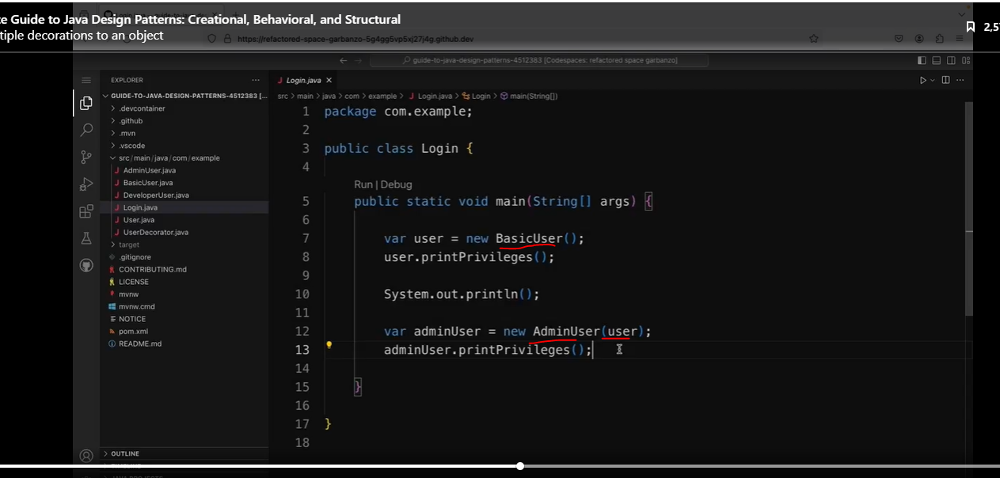 e Guide to Java Design Patterns: Creational, Behavioral, and Structural
tiple decorations to an object
2,5
https://refactored-space-garbanzo-5g4gg5vp5xj27j4g.github.dev
guide-to-java-design-patterns-4512383 [Codespaces: refactored space garbanzo]
EXPLORER
GUIDE-TO-JAVA-DESIGN-PATTERNS-4512383 [...
.devcontainer
.github
.mvn
.vscode
src/main/java/com/example
AdminUser.java
BasicUser.java
DeveloperUser.java
Login.java
User.java
UserDecorator.java
target
.gitignore
CONTRIBUTING.md
LICENSE
mvnw
mvnw.cmd
NOTICE
pom.xml
README.md
OUTLINE
Login.java ×
src > main > java > com > example > Login.java > Login > main(String[])
1 package com.example;
2
3 public class Login {
4
Run | Debug
5 public static void main(String[] args) {
6
7 var user = new BasicUser();
8 user.printPrivileges();
9
10 System.out.println();
11
12 var adminUser = new AdminUser(user);
13 adminUser.printPrivileges();
14
15 }
16
17 }
18